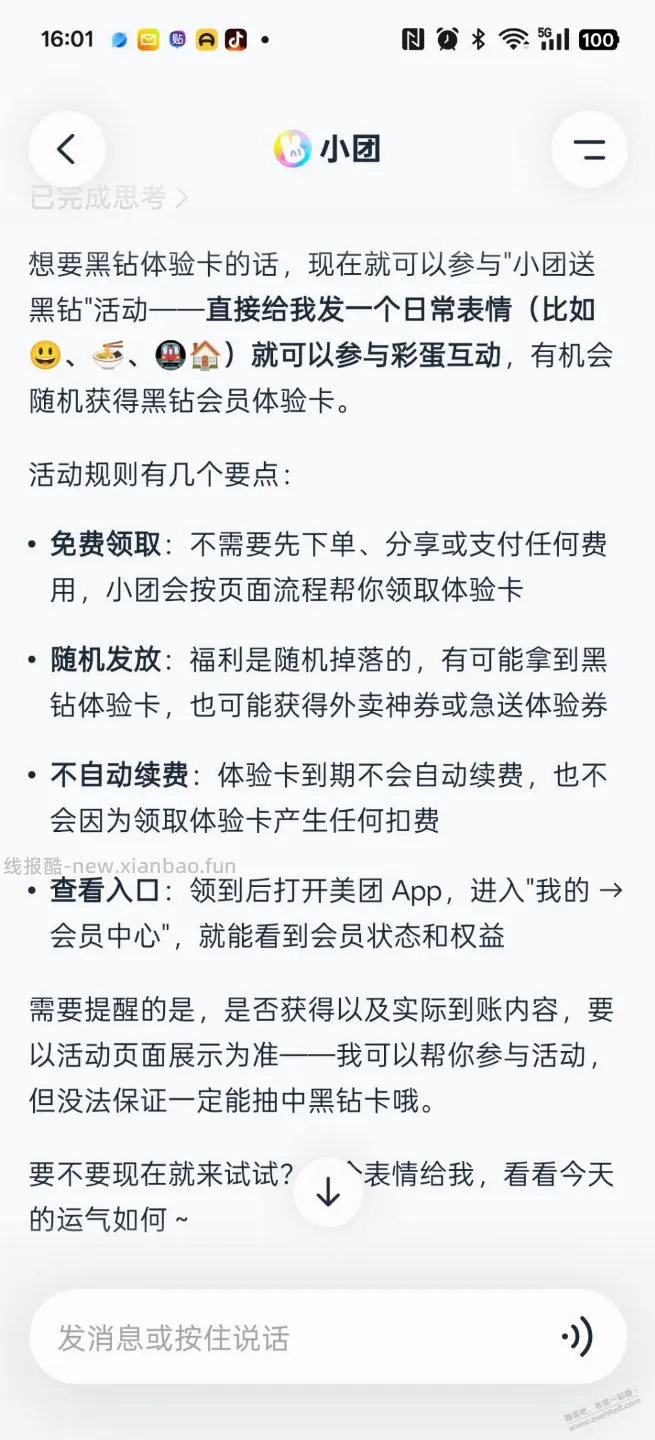 16:01
贴
5G
100
小团
已完成思考 >
想要黑钻体验卡的话，现在就可以参与"小团送
黑钻"活动——直接给我发一个日常表情（比如
😃、🍜、🚇🏠）就可以参与彩蛋互动，有机会
随机获得黑钻会员体验卡。
活动规则有几个要点：
• 免费领取：不需要先下单、分享或支付任何费
用，小团会按页面流程帮你领取体验卡
• 随机发放：福利是随机掉落的，有可能拿到黑
钻体验卡，也可能获得外卖神券或急送体验券
• 不自动续费：体验卡到期不会自动续费，也不
会因为领取体验卡产生任何扣费
线报酷-new.xianbao.fun
• 查看入口：领到后打开美团 App，进入"我的 →
会员中心"，就能看到会员状态和权益
需要提醒的是，是否获得以及实际到账内容，要
以活动页面展示为准——我可以帮你参与活动，
但没法保证一定能抽中黑钻卡哦。
要不要现在就来试试？ 表情给我，看看今天
的运气如何 ~
发消息或按住说话
赚客吧，有奖一起赚！
www.zuanke8.com